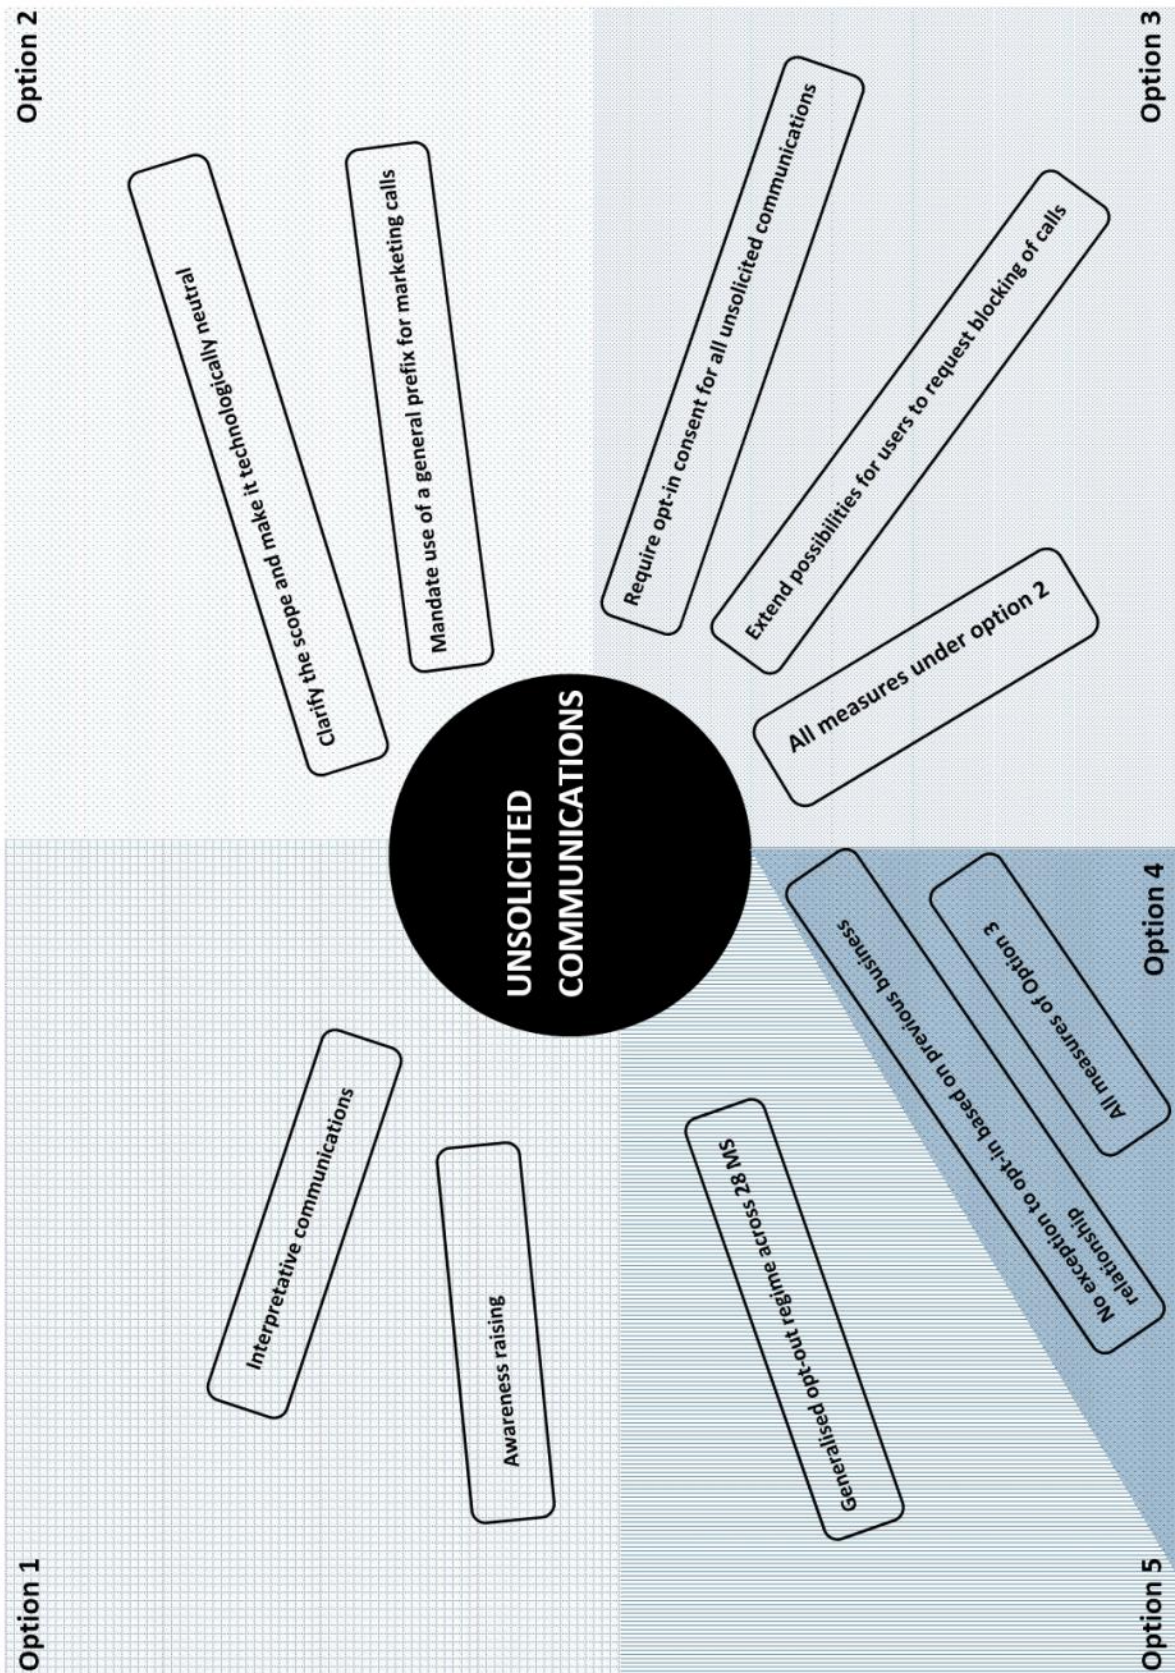 Option 1
Interpretative communications
Awareness raising
Option 2
Clarify the scope and make it technologically neutral
Mandate use of a general prefix for marketing calls
UNSOLICITED
COMMUNICATIONS
Option 3
Require opt-in consent for all unsolicited communications
Extend possibilities for users to request blocking of calls
All measures under option 2
Option 4
No exception to opt-in based on previous business
relationship
All measures of Option 3
Option 5
Generalised opt-out regime across 28 MS